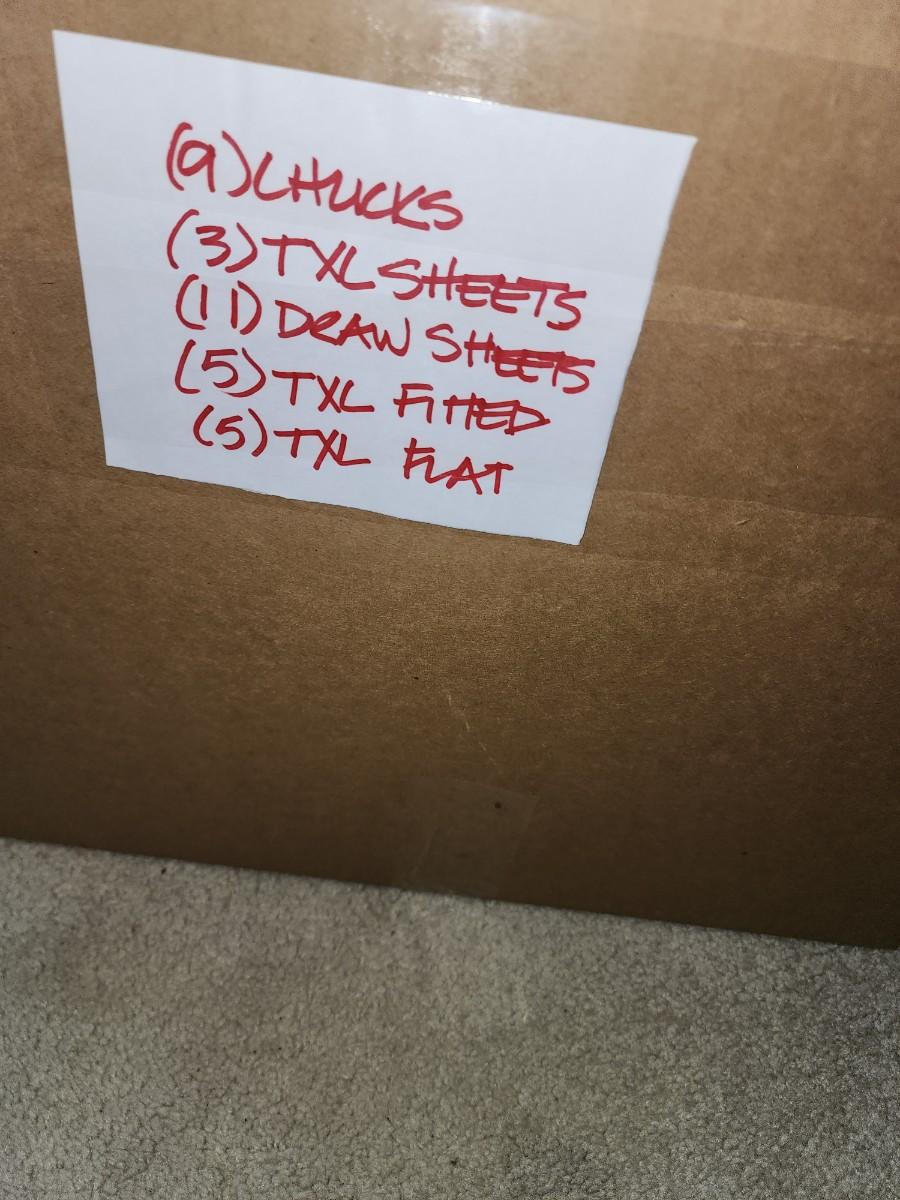 (9) CHUCKS
(3) TXL SHEETS
(11) DRAW SHEETS
(5) TXL FITTED
(5) TXL FLAT